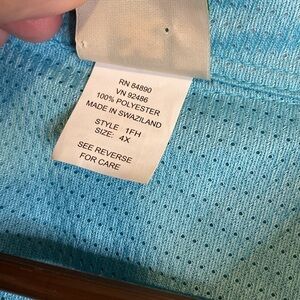 RN 84890
VN 92486
100% POLYESTER
MADE IN SWAZILAND
STYLE 1FH
SIZE: 4X
SEE REVERSE
FOR CARE